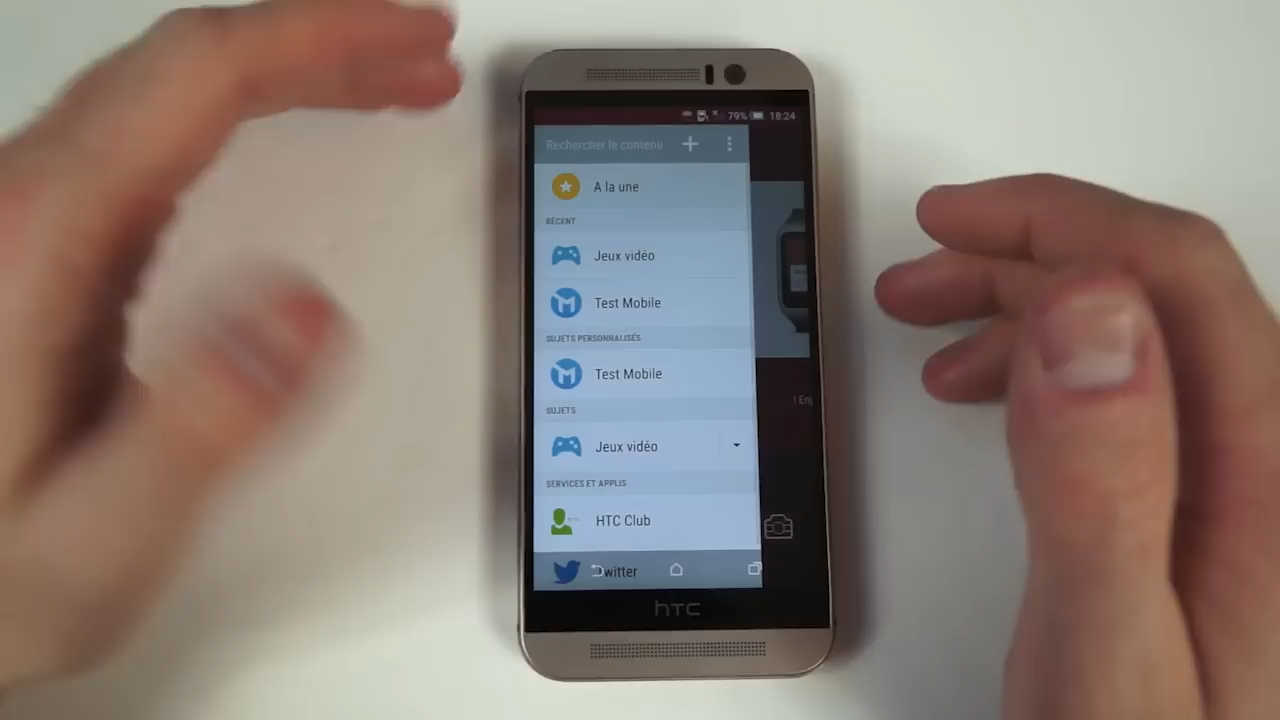 79% 18:24
Rechercher le contenu
A la une
RÉCENT
Jeux vidéo
Test Mobile
SUJETS PERSONNALISÉS
Test Mobile
SUJETS
Jeux vidéo
! Enj
SERVICES ET APPLIS
HTC Club
Twitter
hTC